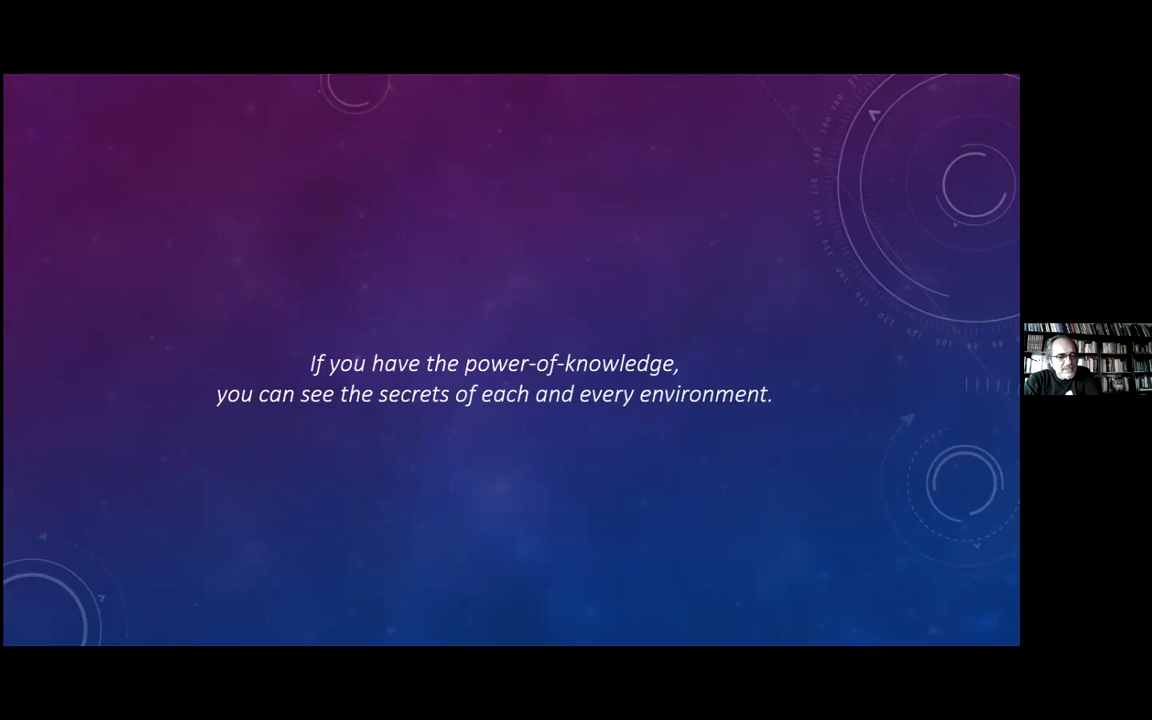 If you have the power-of-knowledge,
you can see the secrets of each and every environment.